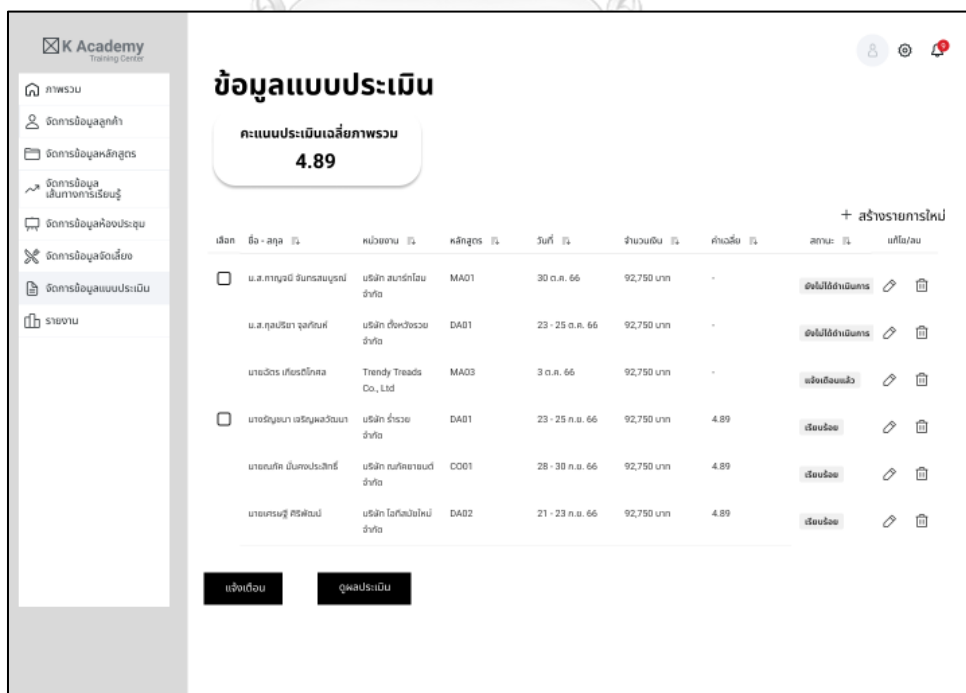 K Academy
Training Center
ภาพรวม
จัดการข้อมูลลูกค้า
จัดการข้อมูลหลักสูตร
จัดการข้อมูล
เส้นทางการเรียนรู้
จัดการข้อมูลห้องประชุม
จัดการข้อมูลจัดเลี้ยง
จัดการข้อมูลแบบประเมิน
รายงาน
ข้อมูลแบบประเมิน
คะแนนประเมินเฉลี่ยภาพรวม
4.89
+ สร้างรายการใหม่
เลือก ชื่อ - สกุล หน่วยงาน หลักสูตร วันที่ จำนวนเงิน ค่าเฉลี่ย สถานะ แก้ไข/ลบ
น.ส.กาญจนี จันทรสมบูรณ์ บริษัท สมาร์ทโฮม MA01 30 ต.ค. 66 92,750 บาท -
จำกัด ยังไม่ได้ดำเนินการ
น.ส.กุลปริยา จุลภัณฑ์ บริษัท ตั้งหวังรวย DA01 23 - 25 ต.ค. 66 92,750 บาท -
จำกัด ยังไม่ได้ดำเนินการ
นายฉัตร เกียรติโกศล Trendy Treads MA03 3 ต.ค. 66 92,750 บาท -
Co., Ltd แจ้งเตือนแล้ว
เจริญผลวัฒนา บริษัท ร่ำรวย DA01 23 - 25 ก.ย. 66 92,750 บาท 4.89
จำกัด เรียบร้อย
นายณภัค มั่นคงประสิทธิ์ บริษัท ณภัคยานยนต์ CO01 28 - 30 ก.ย. 66 92,750 บาท 4.89
จำกัด เรียบร้อย
นายเศรษฐี ศิริพัฒน์ บริษัท ไอทีสมัยใหม่ DA02 21 - 23 ก.ย. 66 92,750 บาท 4.89
จำกัด เรียบร้อย
แจ้งเตือน ดูผลประเมิน